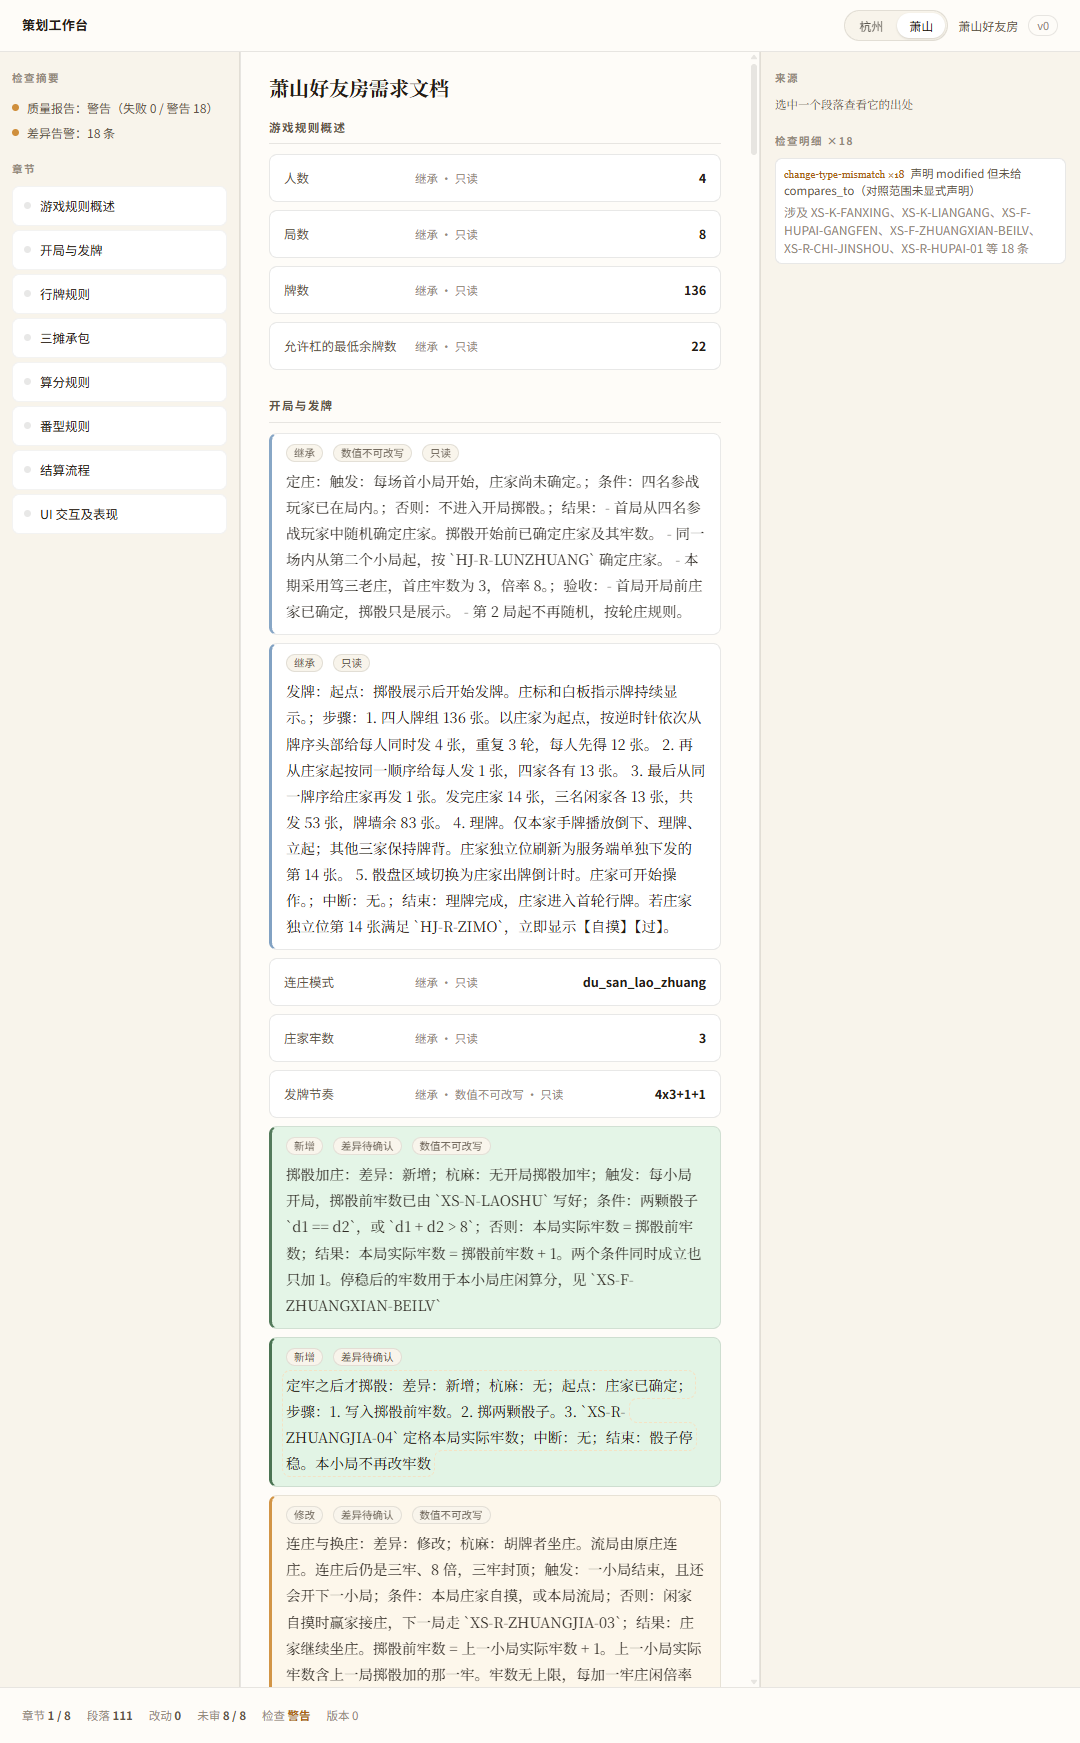 策划工作台
杭州 萧山 萧山好友房 v0
检查摘要
质量报告：警告（失败 0 / 警告 18）
差异告警：18 条
章节
游戏规则概述
开局与发牌
行牌规则
三摊承包
算分规则
番型规则
结算流程
UI 交互及表现
萧山好友房需求文档
游戏规则概述
人数 继承 · 只读 4
局数 继承 · 只读 8
牌数 继承 · 只读 136
允许杠的最低余牌数 继承 · 只读 22
开局与发牌
继承 数值不可改写 只读
定庄：触发：每场首小局开始，庄家尚未确定。；条件：四名参战
玩家已在局内。；否则：不进入开局掷骰。；结果：- 首局从四名参
战玩家中随机确定庄家。掷骰开始前已确定庄家及其牢数。 - 同一
场内从第二个小局起，按 `HJ-R-LUNZHUANG` 确定庄家。 - 本
期采用笃三老庄，首庄牢数为 3，倍率 8。；验收：- 首局开局前庄
家已确定，掷骰只是展示。 - 第 2 局起不再随机，按轮庄规则。
继承 只读
发牌：起点：掷骰展示后开始发牌。庄标和白板指示牌持续显
示。；步骤：1. 四人牌组 136 张。以庄家为起点，按逆时针依次从
牌序头部给每人同时发 4 张，重复 3 轮，每人先得 12 张。 2. 再
从庄家起按同一顺序给每人发 1 张，四家各有 13 张。 3. 最后从同
一牌序给庄家再发 1 张。发完庄家 14 张，三名闲家各 13 张，共
发 53 张，牌墙余 83 张。 4. 理牌。仅本家手牌播放倒下、理牌、
立起；其他三家保持牌背。庄家独立位刷新为服务端单独下发的
第 14 张。 5. 骰盘区域切换为庄家出牌倒计时。庄家可开始操
作。；中断：无。；结束：理牌完成，庄家进入首轮行牌。若庄家
独立位第 14 张满足 `HJ-R-ZIMO`，立即显示【自摸】【过】。
连庄模式 继承 · 只读 du_san_lao_zhuang
庄家牢数 继承 · 只读 3
发牌节奏 继承 · 数值不可改写 · 只读 4x3+1+1
新增 差异待确认 数值不可改写
掷骰加庄：差异：新增；杭麻：无开局掷骰加牢；触发：每小局
开局，掷骰前牢数已由 `XS-N-LAOSHU` 写好；条件：两颗骰子
`d1 == d2`，或 `d1 + d2 > 8`；否则：本局实际牢数 = 掷骰前牢
数；结果：本局实际牢数 = 掷骰前牢数 + 1。两个条件同时成立也
只加 1。停稳后的牢数用于本小局庄闲算分，见 `XS-F-
ZHUANGXIAN-BEILV`
新增 差异待确认
定牢之后才掷骰：差异：新增；杭麻：无；起点：庄家已确定；
步骤：1. 写入掷骰前牢数。2. 掷两颗骰子。3. `XS-R-
ZHUANGJIA-04` 定格本局实际牢数；中断：无；结束：骰子停
稳。本小局不再改牢数
修改 差异待确认 数值不可改写
连庄与换庄：差异：修改；杭麻：胡牌者坐庄。流局由原庄连
庄。连庄后仍是三牢、8 倍，三牢封顶；触发：一小局结束，且还
会开下一小局；条件：本局庄家自摸，或本局流局；否则：闲家
自摸时赢家接庄，下一局走 `XS-R-ZHUANGJIA-03`；结果：庄
家继续坐庄。掷骰前牢数 = 上一小局实际牢数 + 1。上一小局实际
牢数含上一局掷骰加的那一牢。牢数无上限，每加一牢庄闲倍率
来源
选中一个段落查看它的出处
检查明细 ×18
change-type-mismatch ×18 声明 modified 但未给
compares_to（对照范围未显式声明）
涉及 XS-K-FANXING、XS-K-LIANGANG、XS-F-
HUPAI-GANGFEN、XS-F-ZHUANGXIAN-BEILV、
XS-R-CHI-JINSHOU、XS-R-HUPAI-01 等 18 条
章节 1 / 8 段落 111 改动 0 未审 8 / 8 检查 警告 版本 0